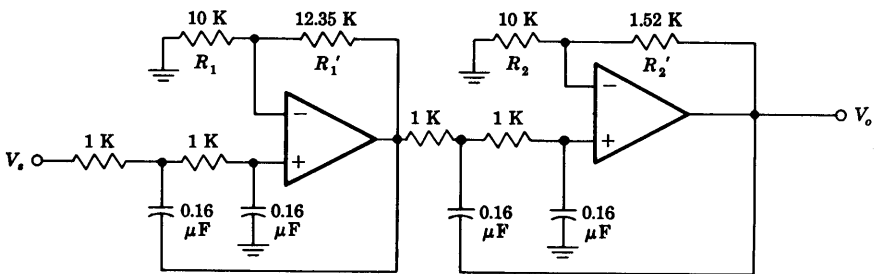 10 K
12.35 K
10 K
1.52 K
R₁
R₁'
R₂
R₂'
−
−
1 K
1 K
1 K
1 K
+
+
Vₛ
Vₒ
0.16
μF
0.16
μF
0.16
μF
0.16
μF